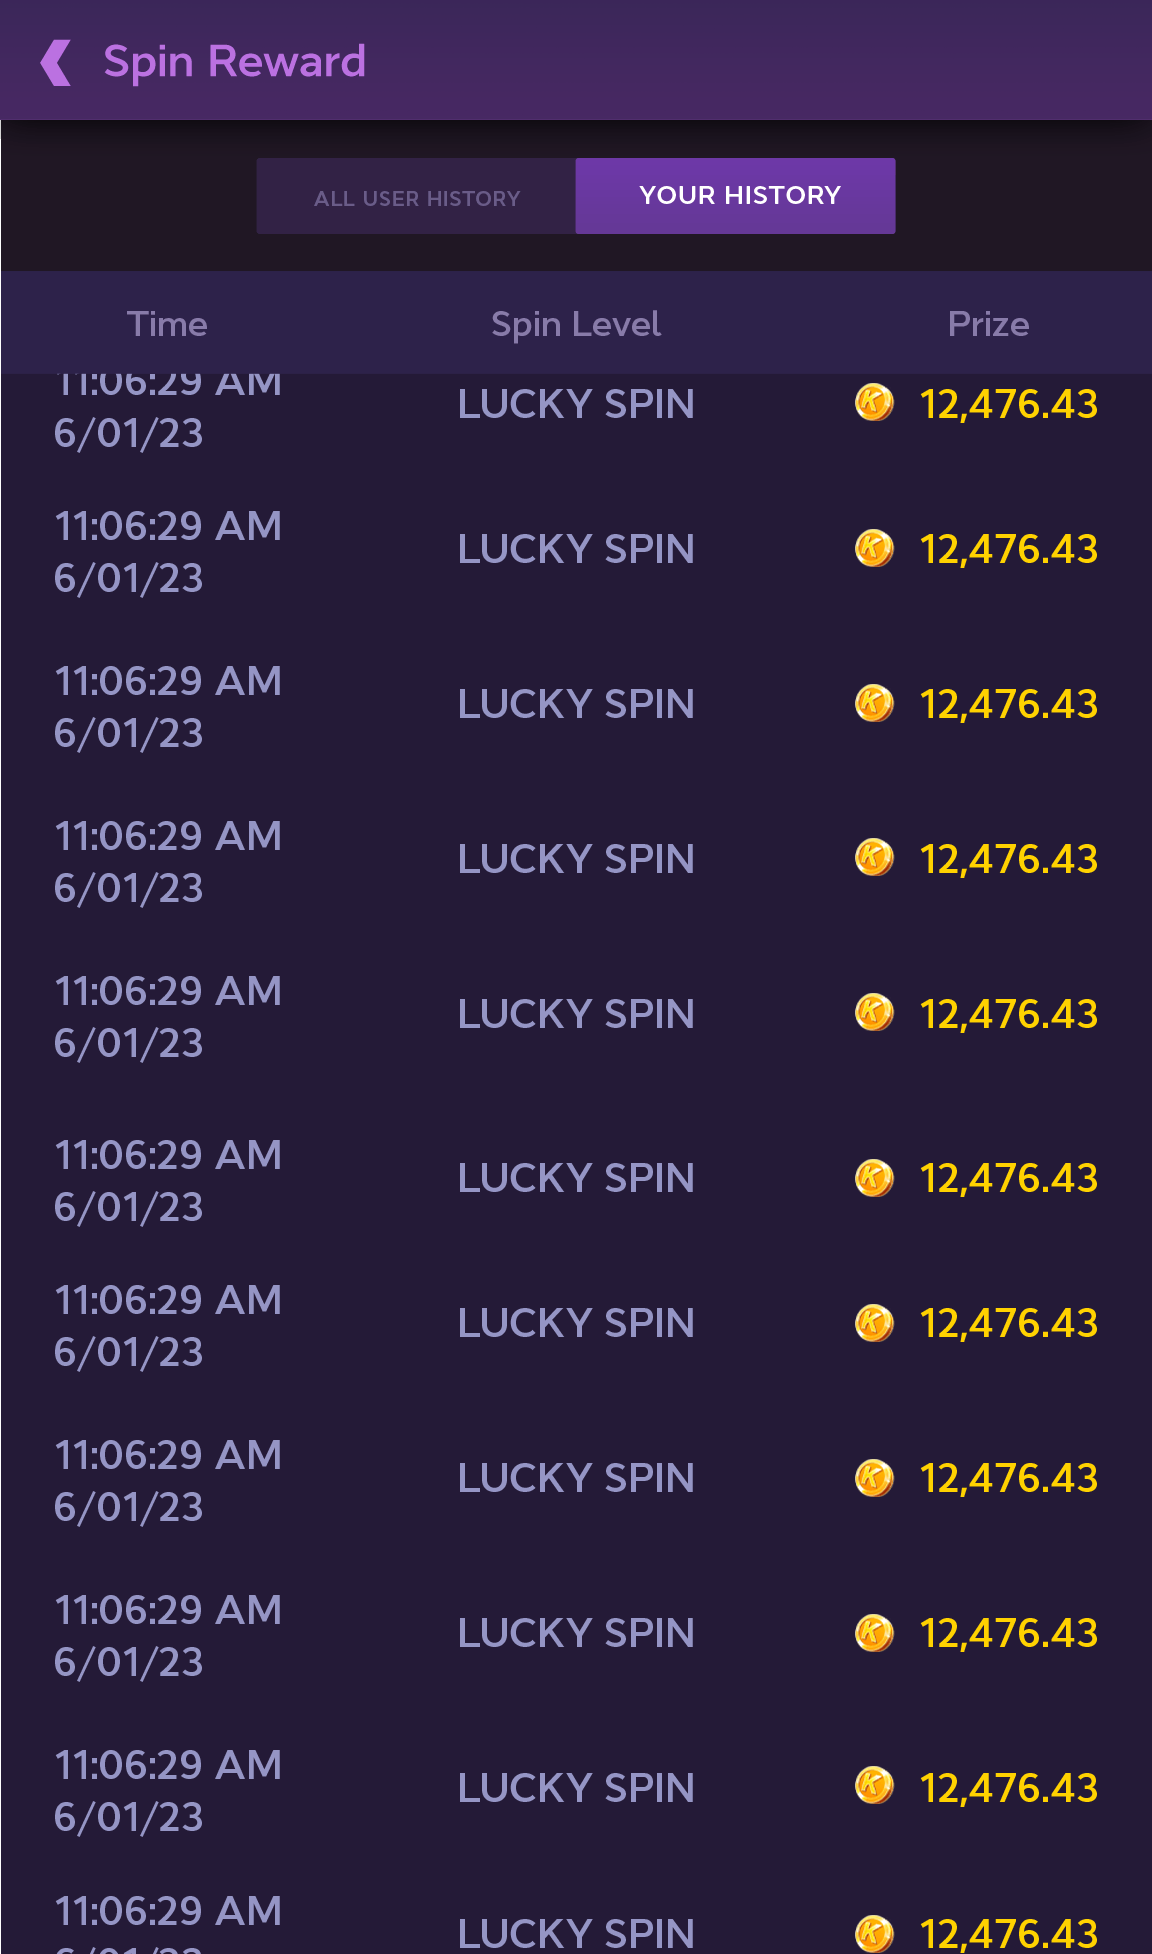 Spin Reward
ALL USER HISTORY YOUR HISTORY
Time Spin Level Prize
11:06:29 AM
LUCKY SPIN K 12,476.43
6/01/23
11:06:29 AM
LUCKY SPIN K 12,476.43
6/01/23
11:06:29 AM
LUCKY SPIN K 12,476.43
6/01/23
11:06:29 AM
LUCKY SPIN K 12,476.43
6/01/23
11:06:29 AM
LUCKY SPIN K 12,476.43
6/01/23
11:06:29 AM
LUCKY SPIN K 12,476.43
6/01/23
11:06:29 AM
LUCKY SPIN K 12,476.43
6/01/23
11:06:29 AM
LUCKY SPIN K 12,476.43
6/01/23
11:06:29 AM
LUCKY SPIN K 12,476.43
6/01/23
11:06:29 AM
LUCKY SPIN K 12,476.43
6/01/23
11:06:29 AM
LUCKY SPIN K 12,476.43